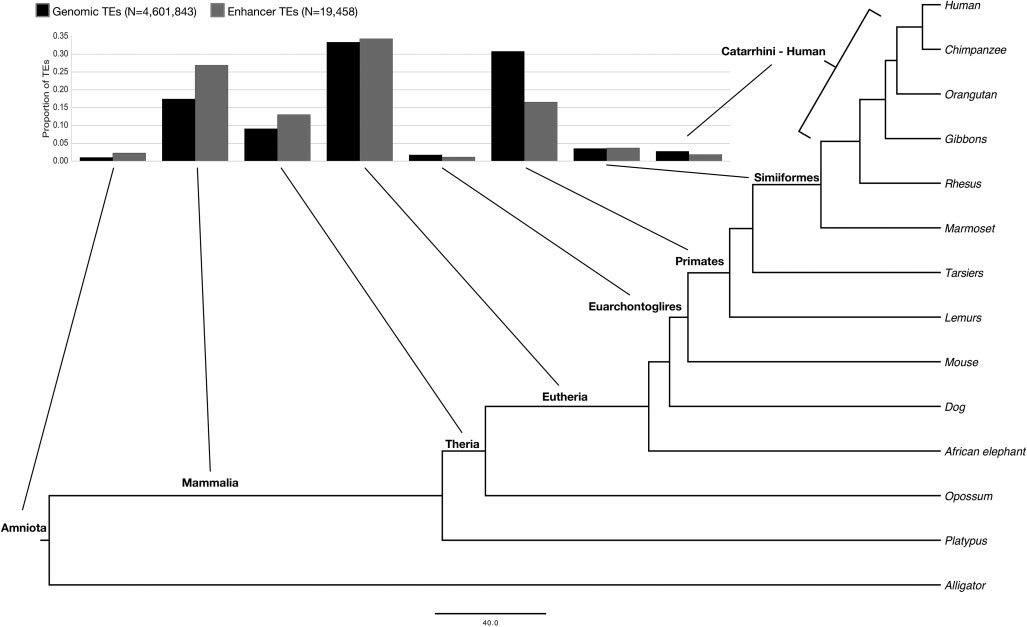 Genomic TEs (N=4,601,843) Enhancer TEs (N=19,458)
Proportion of TEs
0.35
0.30
0.25
0.20
0.15
0.10
0.05
0.00
Catarrhini - Human
Human
Chimpanzee
Orangutan
Gibbons
Simiiformes
Rhesus
Marmoset
Primates
Tarsiers
Euarchontoglires
Lemurs
Mouse
Eutheria
Dog
Theria
African elephant
Mammalia
Opossum
Amniota
Platypus
Alligator
40.0